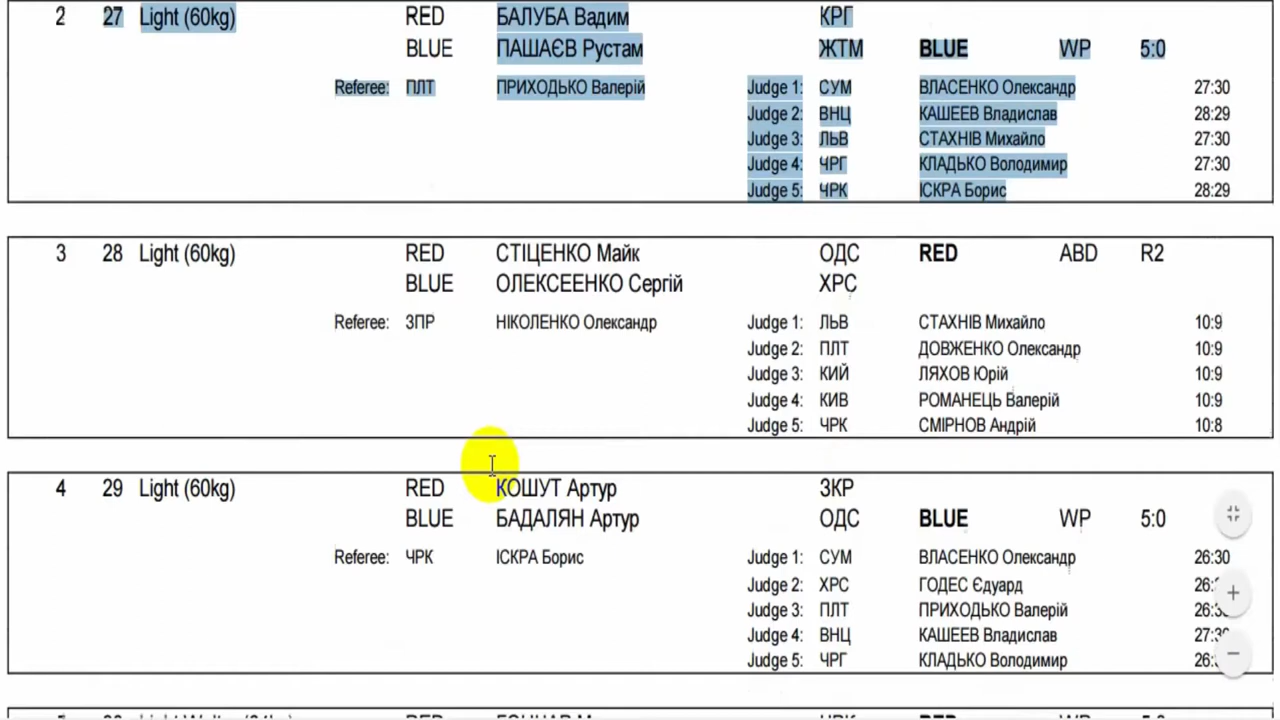 2 27 Light (60kg) RED БАЛУБА Вадим КРГ
BLUE ПАШАЄВ Рустам ЖТМ BLUE WP 5:0
Referee: ПЛТ ПРИХОДЬКО Валерій Judge 1: СУМ ВЛАСЕНКО Олександр 27:30
Judge 2: ВНЦ КАШЕЕВ Владислав 28:29
Judge 3: ЛЬВ СТАХНІВ Михайло 27:30
Judge 4: ЧРГ КЛАДЬКО Володимир 27:30
Judge 5: ЧРК ІСКРА Борис 28:29
3 28 Light (60kg) RED СТІЦЕНКО Майк ОДС RED ABD R2
BLUE ОЛЕКСЕЕНКО Сергій ХРС
Referee: ЗПР НІКОЛЕНКО Олександр Judge 1: ЛЬВ СТАХНІВ Михайло 10:9
Judge 2: ПЛТ ДОВЖЕНКО Олександр 10:9
Judge 3: КИЙ ЛЯХОВ Юрій 10:9
Judge 4: КИВ РОМАНЕЦЬ Валерій 10:9
Judge 5: ЧРК СМІРНОВ Андрій 10:8
4 29 Light (60kg) RED КОШУТ Артур ЗКР
BLUE БАДАЛЯН Артур ОДС BLUE WP 5:0
Referee: ЧРК ІСКРА Борис Judge 1: СУМ ВЛАСЕНКО Олександр 26:30
Judge 2: ХРС ГОДЕС Єдуард
Judge 3: ПЛТ ПРИХОДЬКО Валерій
Judge 4: ВНЦ КАШЕЕВ Владислав
Judge 5: ЧРГ КЛАДЬКО Володимир